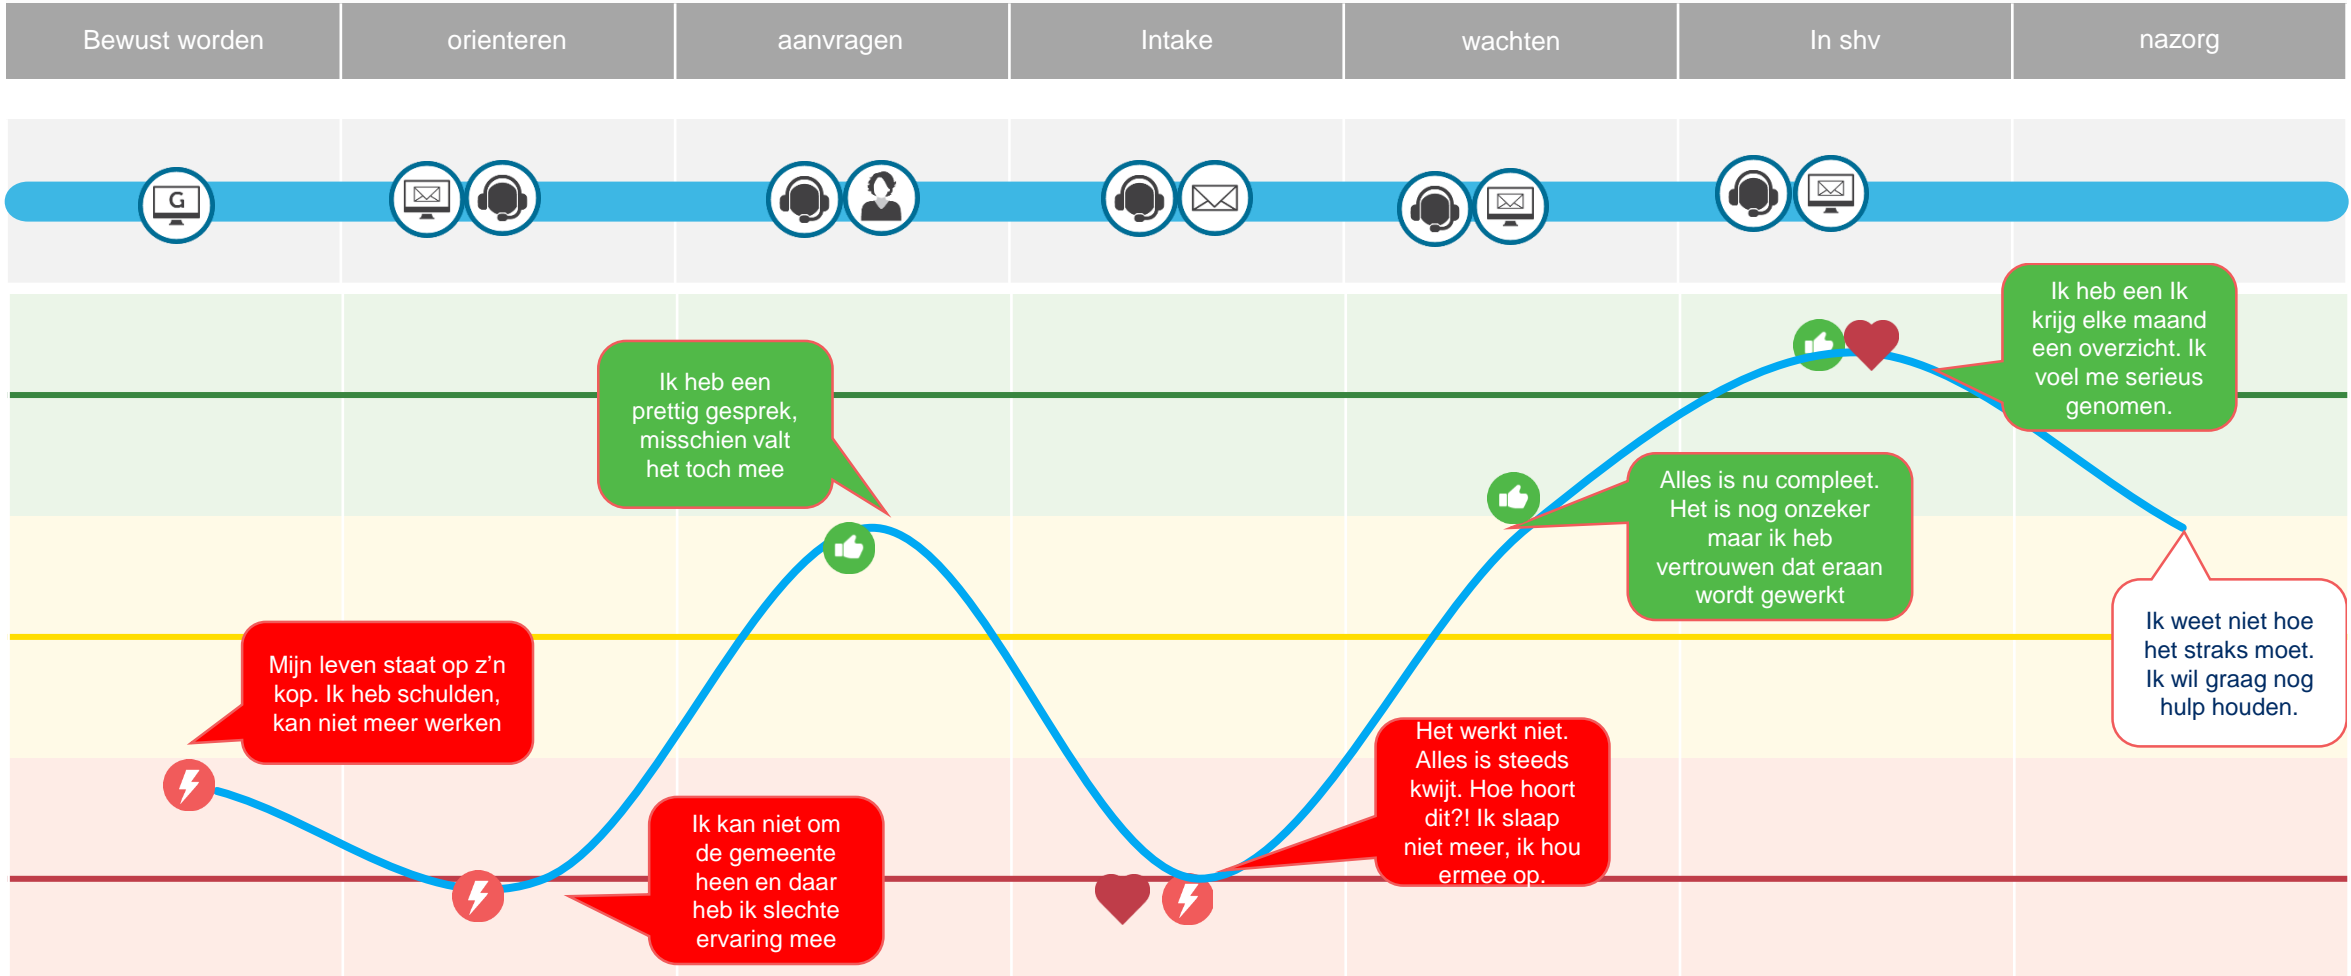 Bewust worden
orienteren
aanvragen
Intake
wachten
In shv
nazorg
G
Ik heb een Ik
krijg elke maand
een overzicht. Ik
voel me serieus
genomen.
Ik heb een
prettig gesprek,
misschien valt
het toch mee
Alles is nu compleet.
Het is nog onzeker
maar ik heb
vertrouwen dat eraan
wordt gewerkt
Mijn leven staat op z’n
kop. Ik heb schulden,
kan niet meer werken
Ik weet niet hoe
het straks moet.
Ik wil graag nog
hulp houden.
Het werkt niet.
Alles is steeds
kwijt. Hoe hoort
dit?! Ik slaap
niet meer, ik hou
ermee op.
Ik kan niet om
de gemeente
heen en daar
heb ik slechte
ervaring mee